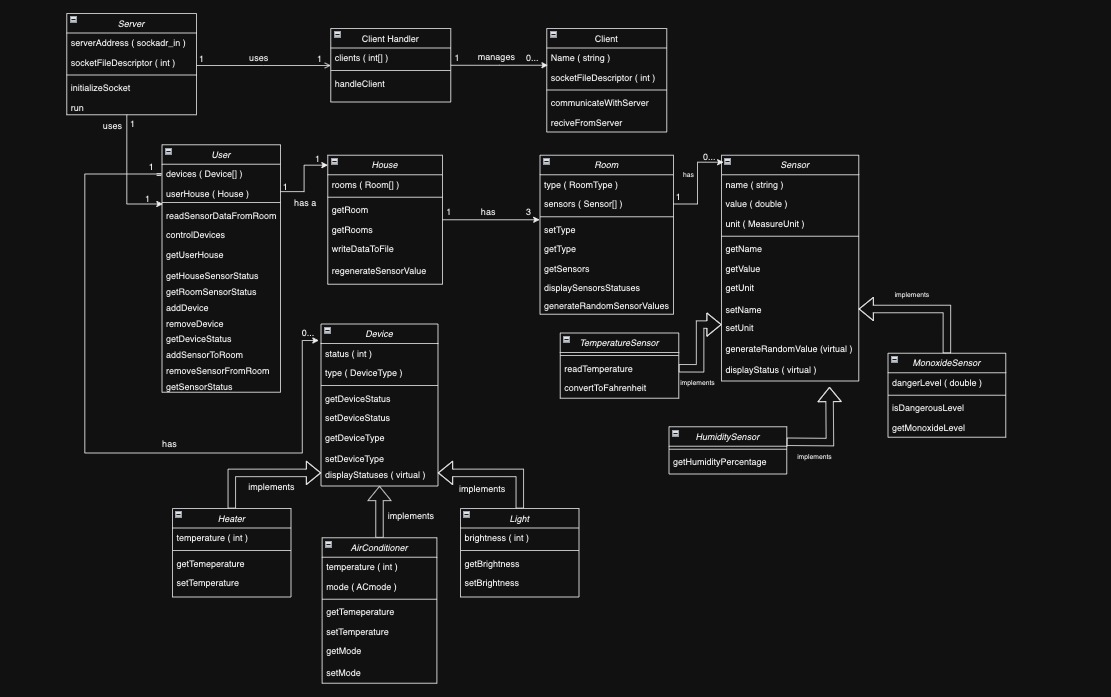 Server
serverAddress ( sockadr_in )
socketFileDescriptor ( int )
initializeSocket
run
1
uses
1
Client Handler
clients ( int[] )
handleClient
1
manages
0...
Client
Name ( string )
socketFileDescriptor ( int )
communicateWithServer
reciveFromServer
uses
1
1
1
User
devices ( Device[] )
userHouse ( House )
readSensorDataFromRoom
controlDevices
getUserHouse
getHouseSensorStatus
getRoomSensorStatus
addDevice
removeDevice
getDeviceStatus
addSensorToRoom
removeSensorFromRoom
getSensorStatus
1
has a
1
House
rooms ( Room[] )
getRoom
getRooms
writeDataToFile
regenerateSensorValue
1
has
3
Room
type ( RoomType )
sensors ( Sensor[] )
setType
getType
getSensors
displaySensorsStatuses
generateRandomSensorValues
1
has
0...
Sensor
name ( string )
value ( double )
unit ( MeasureUnit )
getName
getValue
getUnit
setName
setUnit
generateRandomValue (virtual )
displayStatus ( virtual )
implements
MonoxideSensor
dangerLevel ( double )
isDangerousLevel
getMonoxideLevel
TemperatureSensor
readTemperature
convertToFahrenheit
implements
HumiditySensor
getHumidityPercentage
implements
has
0...
Device
status ( int )
type ( DeviceType )
getDeviceStatus
setDeviceStatus
getDeviceType
setDeviceType
displayStatuses ( virtual )
implements
implements
implements
Heater
temperature ( int )
getTemeperature
setTemperature
AirConditioner
temperature ( int )
mode ( ACmode )
getTemeperature
setTemperature
getMode
setMode
Light
brightness ( int )
getBrightness
setBrightness